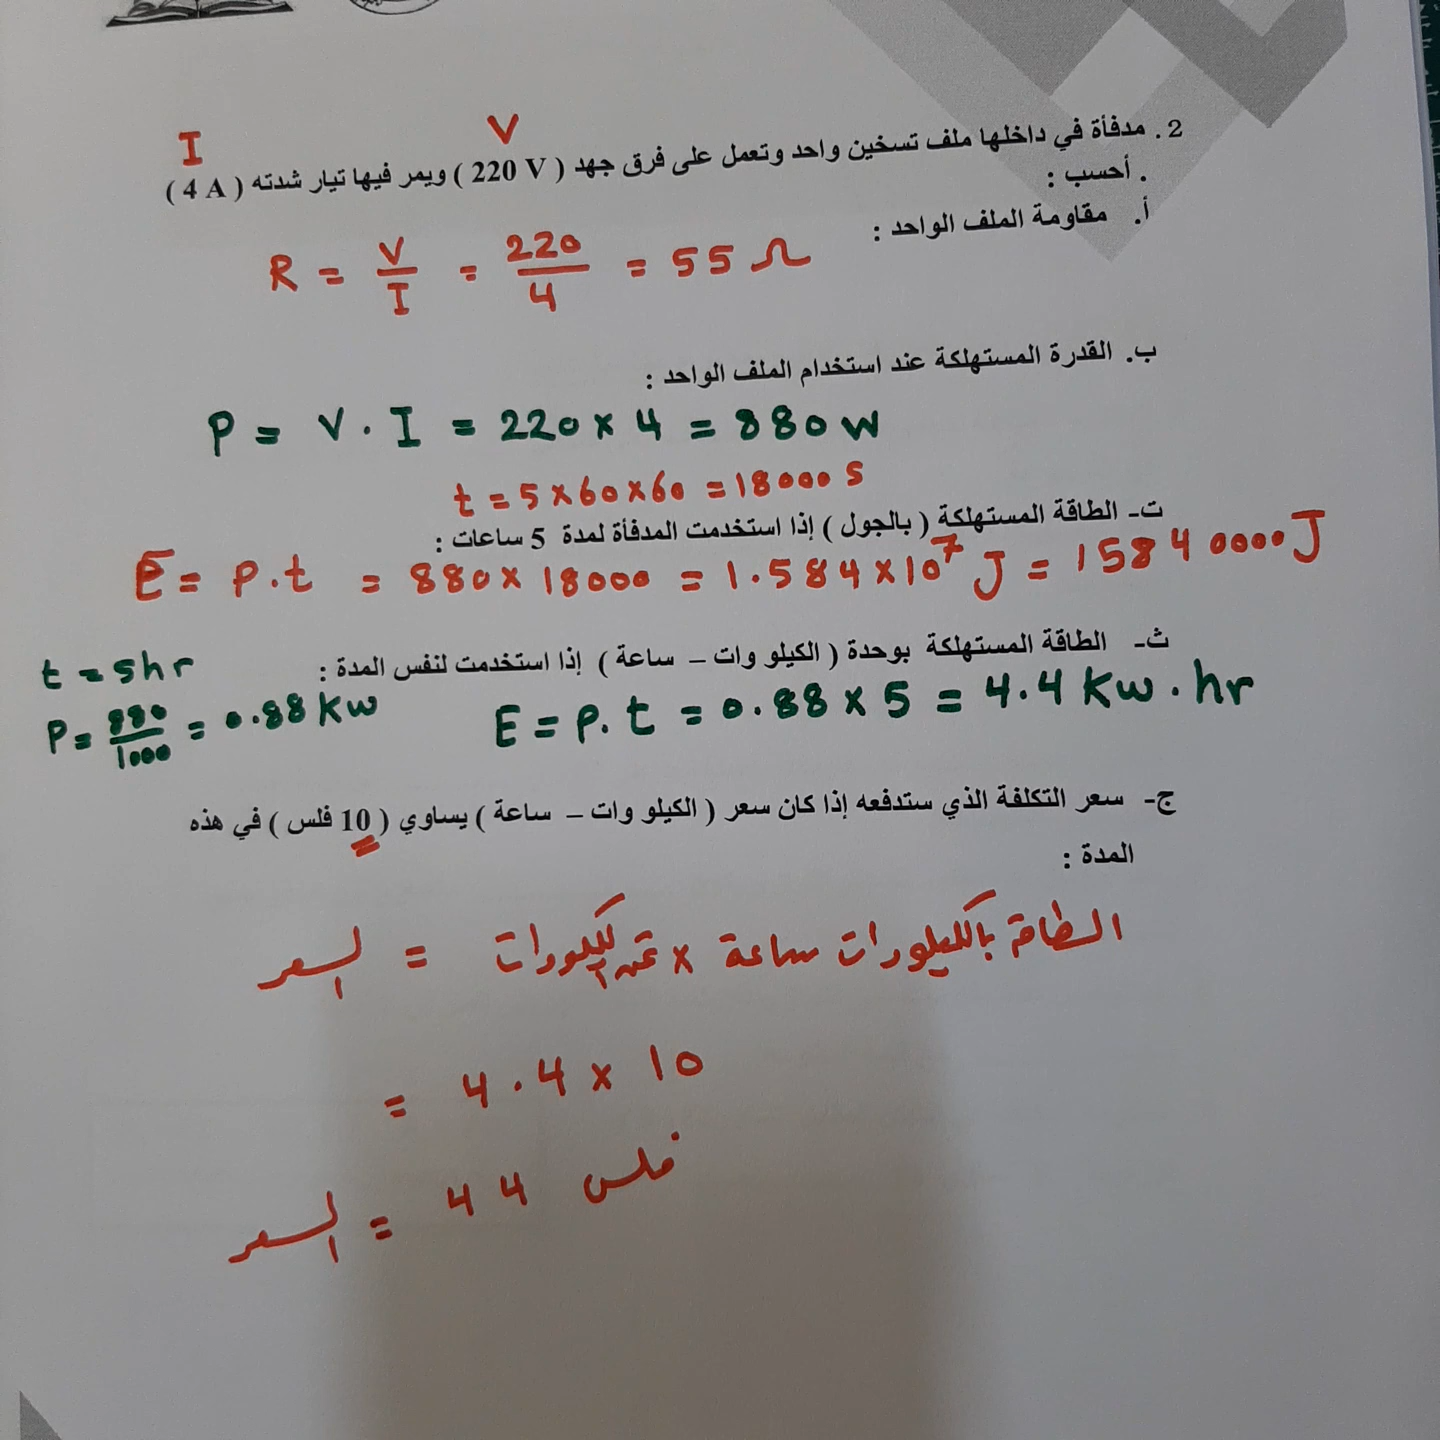 I V
2. مدفأة في داخلها ملف تسخين واحد وتعمل على فرق جهد ( 220 V ) ويمر فيها تيار شدته ( 4 A )
. أحسب :
أ. مقاومة الملف الواحد :
R = V/I = 220/4 = 55 Ω
ب. القدرة المستهلكة عند استخدام الملف الواحد :
P = V . I = 220 x 4 = 880 W
t = 5 x 60 x 60 = 18000 S
ت- الطاقة المستهلكة ( بالجول ) إذا استخدمت المدفأة لمدة 5 ساعات :
E = P . t = 880 x 18000 = 1.584 x 10⁷ J = 15840000 J
ث- الطاقة المستهلكة بوحدة ( الكيلو وات – ساعة ) إذا استخدمت لنفس المدة :
t = 5 hr
P = 880/1000 = 0.88 Kw
E = P . t = 0.88 x 5 = 4.4 Kw . hr
ج- سعر التكلفة الذي ستدفعه إذا كان سعر ( الكيلو وات – ساعة ) يساوي ( 10 فلس ) في هذه
المدة :
السعر = الطاقة بالكيلووات ساعة x ثمن الكيلووات
= 4.4 x 10
السعر = 44 فلس